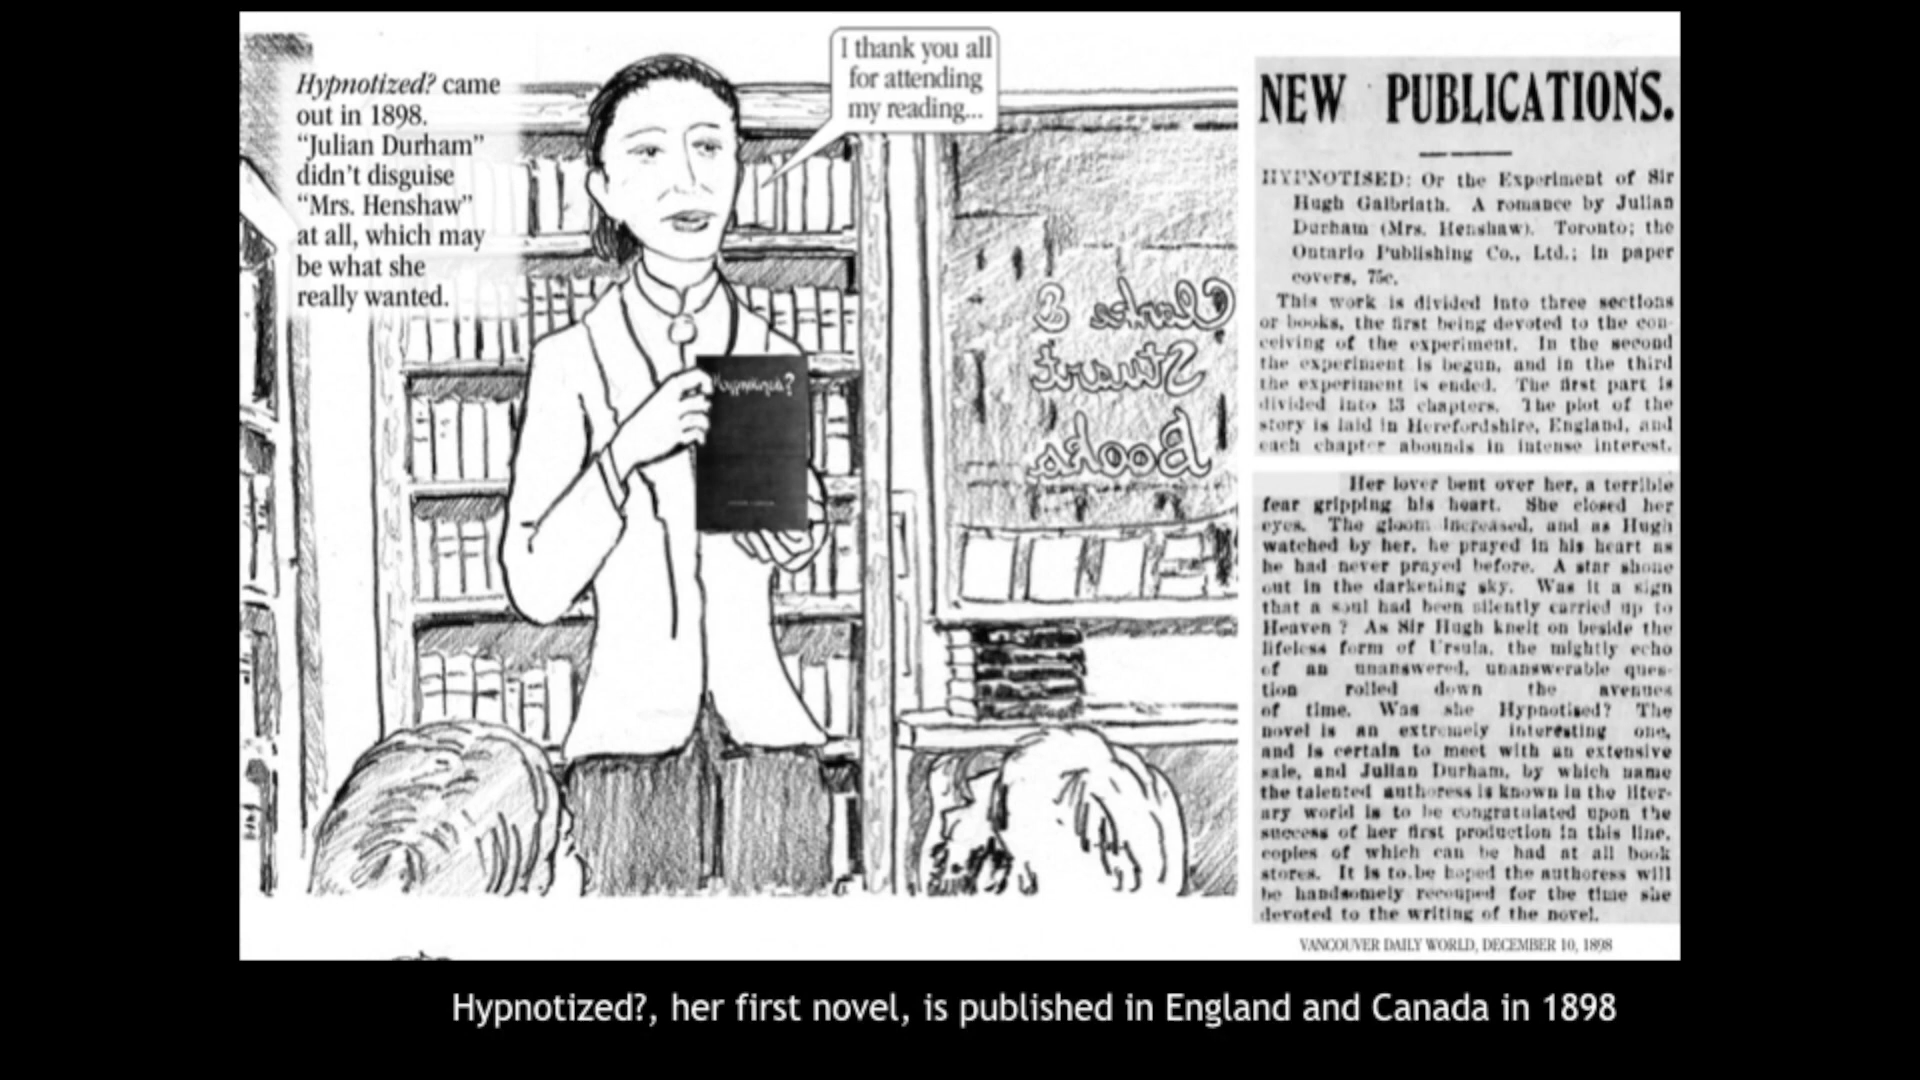 Hypnotized? came
out in 1898.
“Julian Durham”
didn’t disguise
“Mrs. Henshaw”
at all, which may
be what she
really wanted.
I thank you all
for attending
my reading...
Hypnotized?
Clarke &
Stuart
Books
NEW PUBLICATIONS.
HYPNOTISED: Or the Experiment of Sir
Hugh Galbriath. A romance by Julian
Durham (Mrs. Henshaw). Toronto; the
Ontario Publishing Co., Ltd.; in paper
covers, 75c.
This work is divided into three sections
or books, the first being devoted to the con-
ceiving of the experiment. In the second
the experiment is begun, and in the third
the experiment is ended. The first part is
divided into 13 chapters. The plot of the
story is laid in Herefordshire, England, and
each chapter abounds in intense interest.
Her lover bent over her, a terrible
fear gripping his heart. She closed her
eyes. The gloom increased, and as Hugh
watched by her, he prayed in his heart as
he had never prayed before. A star shone
out in the darkening sky. Was it a sign
that a soul had been silently carried up to
Heaven? As Sir Hugh knelt on beside the
lifeless form of Ursula, the mightly echo
of an unanswered, unanswerable ques-
tion rolled down the avenues
of time. Was she Hypnotised? The
novel is an extremely interesting one,
and is certain to meet with an extensive
sale, and Julian Durham, by which name
the talented authoress is known in the liter-
ary world is to be congratulated upon the
success of her first production in this line,
copies of which can be had at all book
stores. It is to be hoped the authoress will
be handsomely recouped for the time she
devoted to the writing of the novel.
VANCOUVER DAILY WORLD, DECEMBER 10, 1898
Hypnotized?, her first novel, is published in England and Canada in 1898